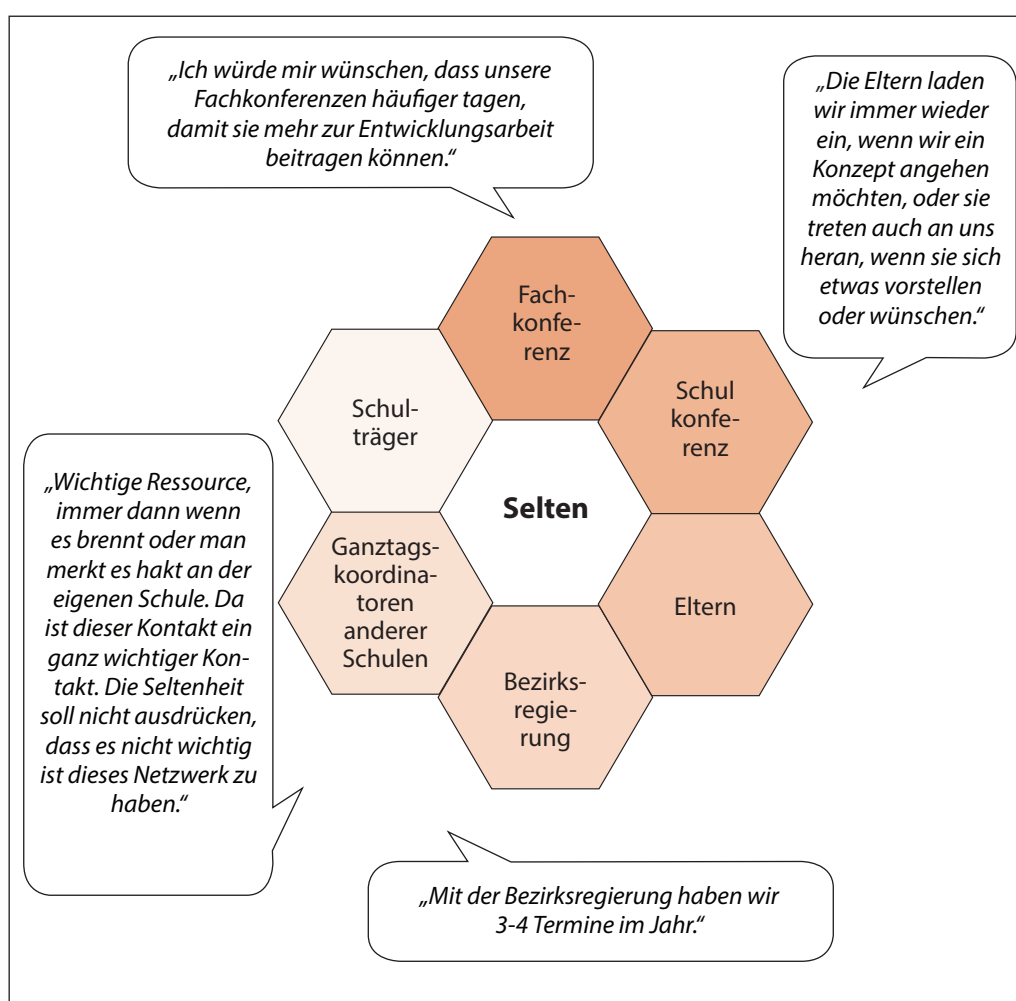 „Ich würde mir wünschen, dass unsere
Fachkonferenzen häufiger tagen,
damit sie mehr zur Entwicklungsarbeit
beitragen können.“
„Die Eltern laden
wir immer wieder
ein, wenn wir ein
Konzept angehen
möchten, oder sie
treten auch an uns
heran, wenn sie sich
etwas vorstellen
oder wünschen.“
Fach-
konfe-
renz
Schul-
träger
Schul
konfe-
renz
„Wichtige Ressource,
immer dann wenn
es brennt oder man
merkt es hakt an der
eigenen Schule. Da
ist dieser Kontakt ein
ganz wichtiger Kon-
takt. Die Seltenheit
soll nicht ausdrücken,
dass es nicht wichtig
ist dieses Netzwerk zu
haben.“
Selten
Ganztags-
koordina-
toren
anderer
Schulen
Eltern
Bezirks-
regie-
rung
„Mit der Bezirksregierung haben wir
3-4 Termine im Jahr.“